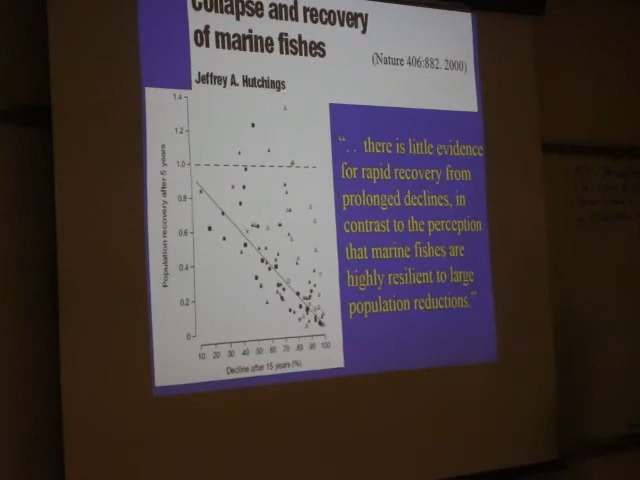 Collapse and recovery
of marine fishes
(Nature 406:882. 2000)
Jeffrey A. Hutchings
1.4
1.2
1.0
0.8
0.6
0.4
0.2
0
Population recovery after 5 years
10 20 30 40 50 60 70 80 90 100
Decline after 15 years (%)
“. . there is little evidence
for rapid recovery from
prolonged declines, in
contrast to the perception
that marine fishes are
highly resilient to large
population reductions.”